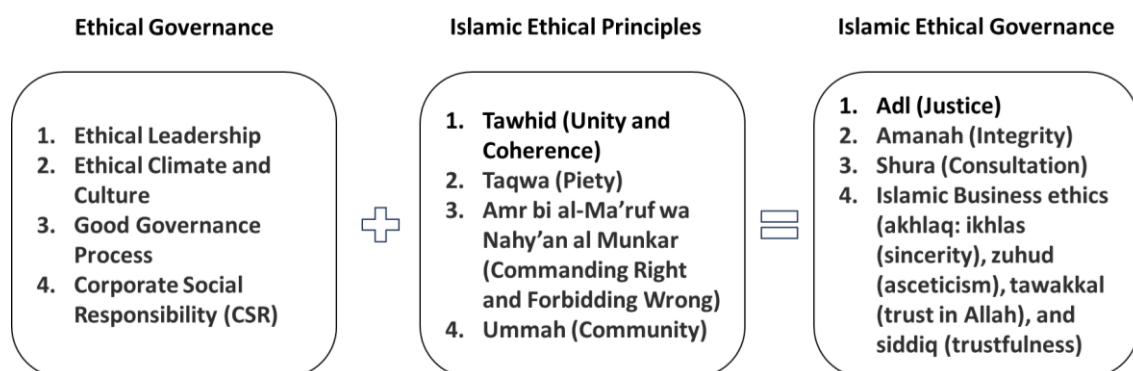 Ethical Governance
1. Ethical Leadership
2. Ethical Climate and
Culture
3. Good Governance
Process
4. Corporate Social
Responsibility (CSR)
Islamic Ethical Principles
1. Tawhid (Unity and
Coherence)
2. Taqwa (Piety)
3. Amr bi al-Ma’ruf wa
Nahy’an al Munkar
(Commanding Right
and Forbidding Wrong)
4. Ummah (Community)
Islamic Ethical Governance
1. Adl (Justice)
2. Amanah (Integrity)
3. Shura (Consultation)
4. Islamic Business ethics
(akhlaq: ikhlas
(sincerity), zuhud
(asceticism), tawakkal
(trust in Allah), and
siddiq (trustfulness)